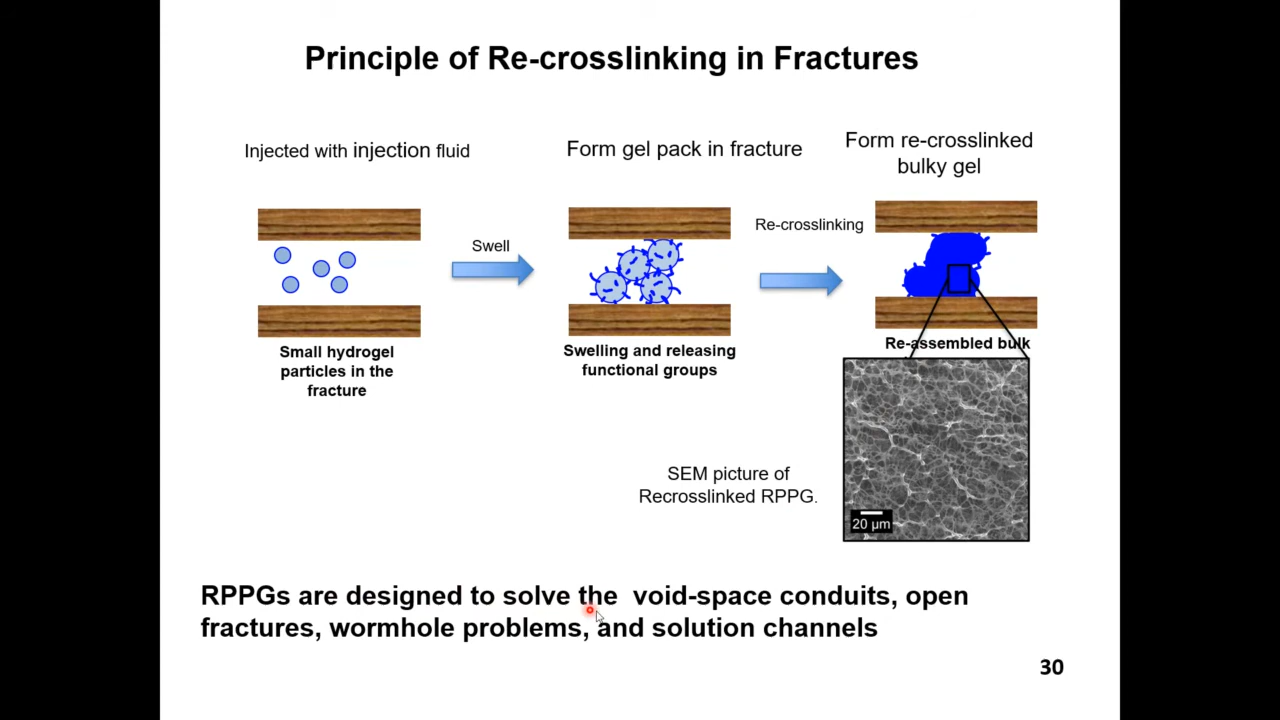 Principle of Re-crosslinking in Fractures
Injected with injection fluid
Form gel pack in fracture
Form re-crosslinked
bulky gel
Swell
Re-crosslinking
Small hydrogel
particles in the
fracture
Swelling and releasing
functional groups
Re-assembled bulk
SEM picture of
Recrosslinked RPPG.
20 µm
RPPGs are designed to solve the void-space conduits, open
fractures, wormhole problems, and solution channels
30